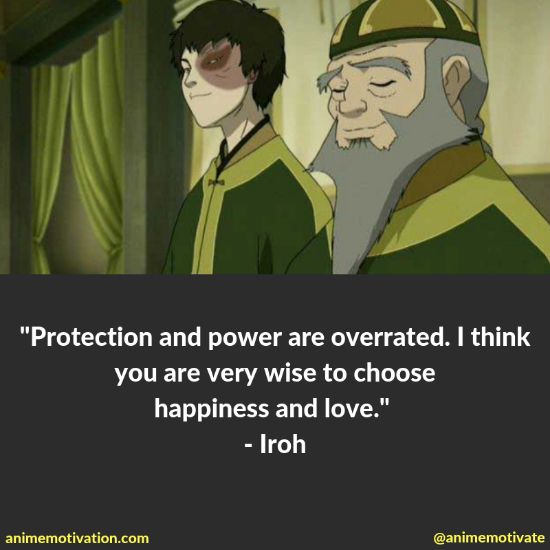 "Protection and power are overrated. I think
you are very wise to choose
happiness and love."
- Iroh
animemotivation.com
@animemotivate